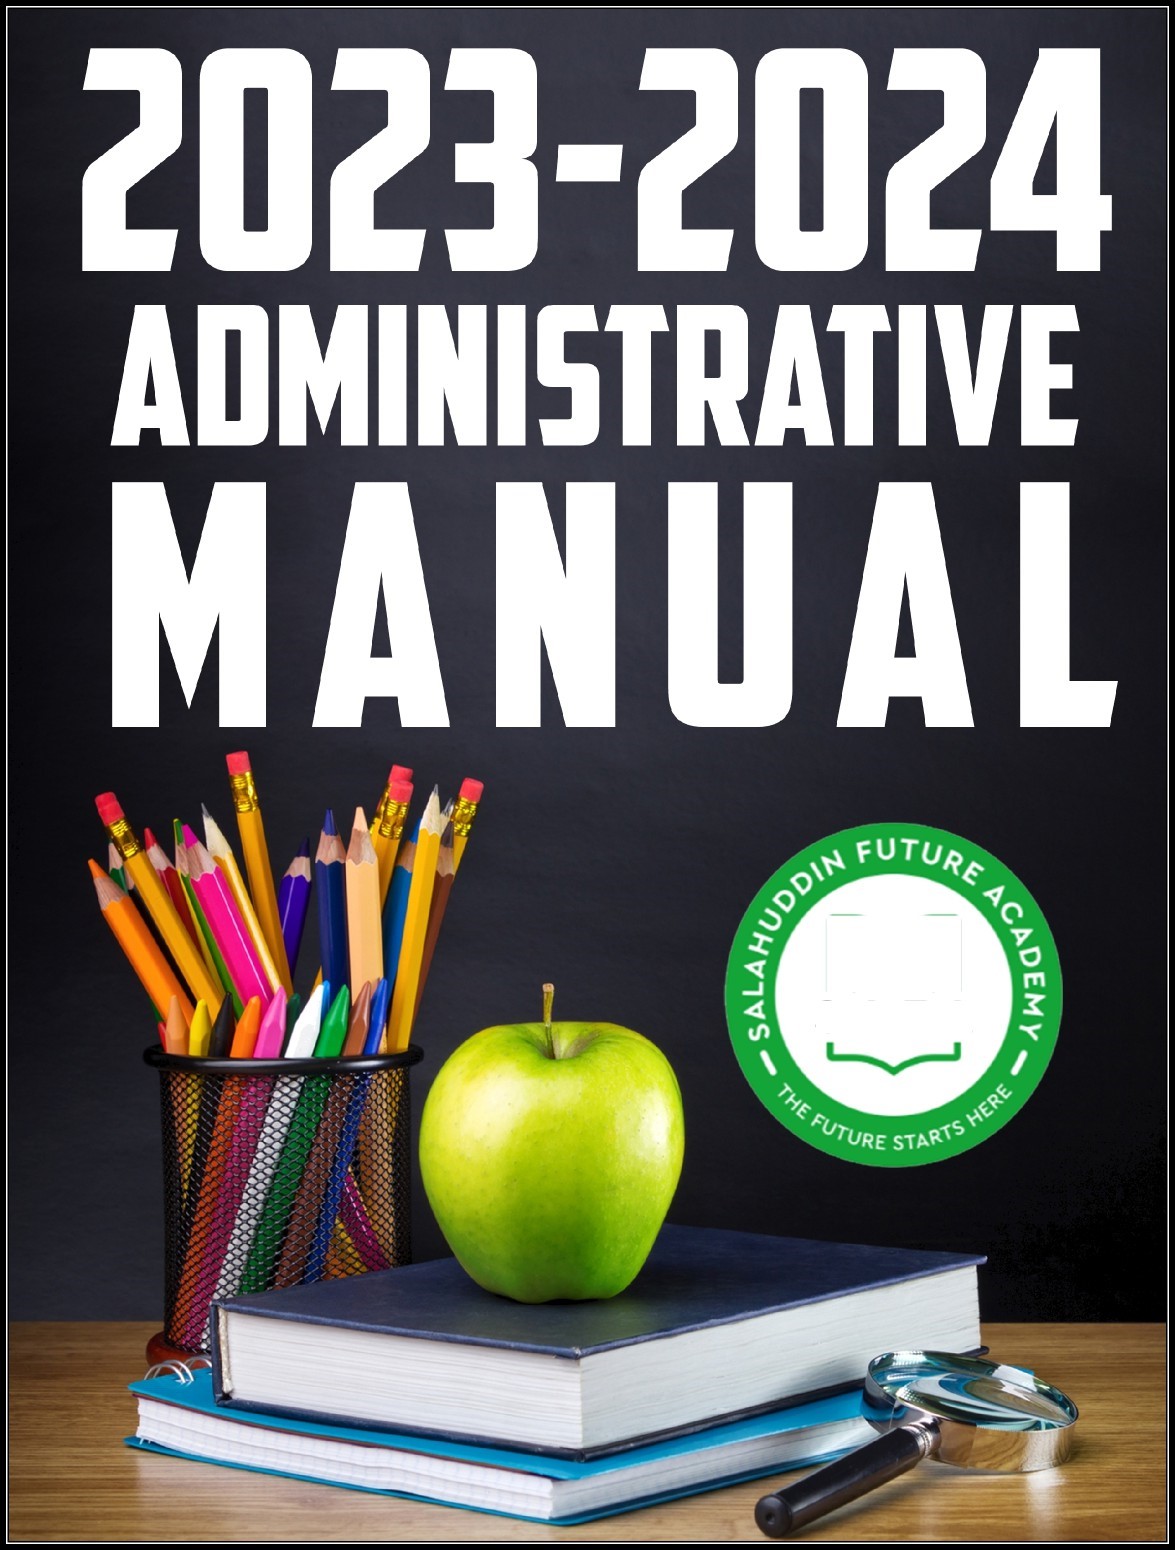 2023-2024
ADMINISTRATIVE
MANUAL
SALAHUDDIN FUTURE ACADEMY
THE FUTURE STARTS HERE